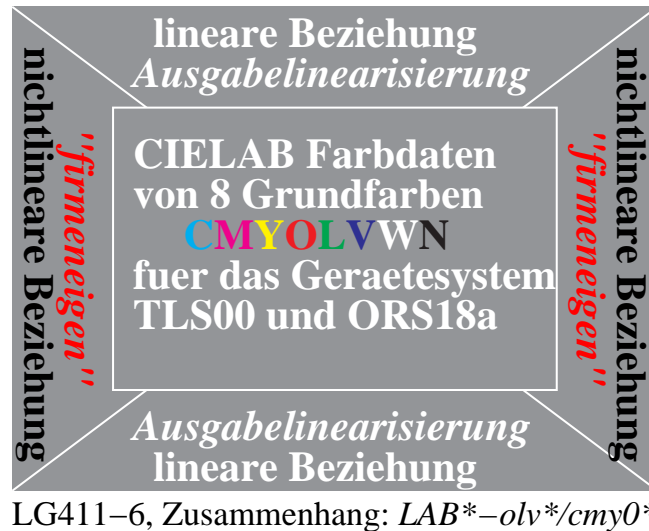 lineare Beziehung
Ausgabelinearisierung
nichtlineare Beziehung
"firmeneigen"
CIELAB Farbdaten
von 8 Grundfarben
CMYOLVWN
fuer das Geraetesystem
TLS00 und ORS18a
nichtlineare Beziehung
"firmeneigen"
Ausgabelinearisierung
lineare Beziehung
LG411−6, Zusammenhang: LAB*−olv*/cmy0*